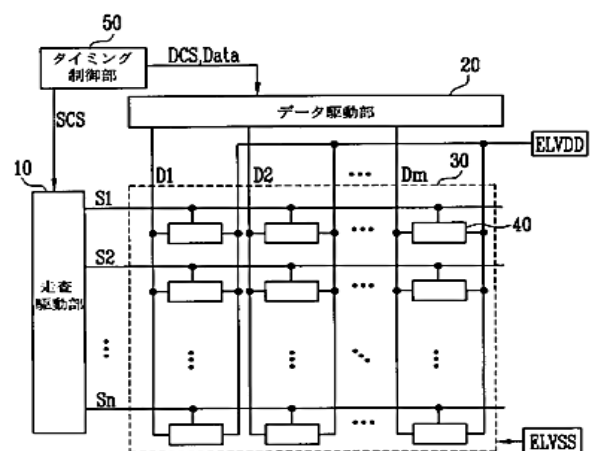 50
タイミング
制御部
DCS,Data
20
データ駆動部
SCS
ELVDD
10
D1
D2
Dm
30
S1
40
S2
走査
駆動部
Sn
ELVSS